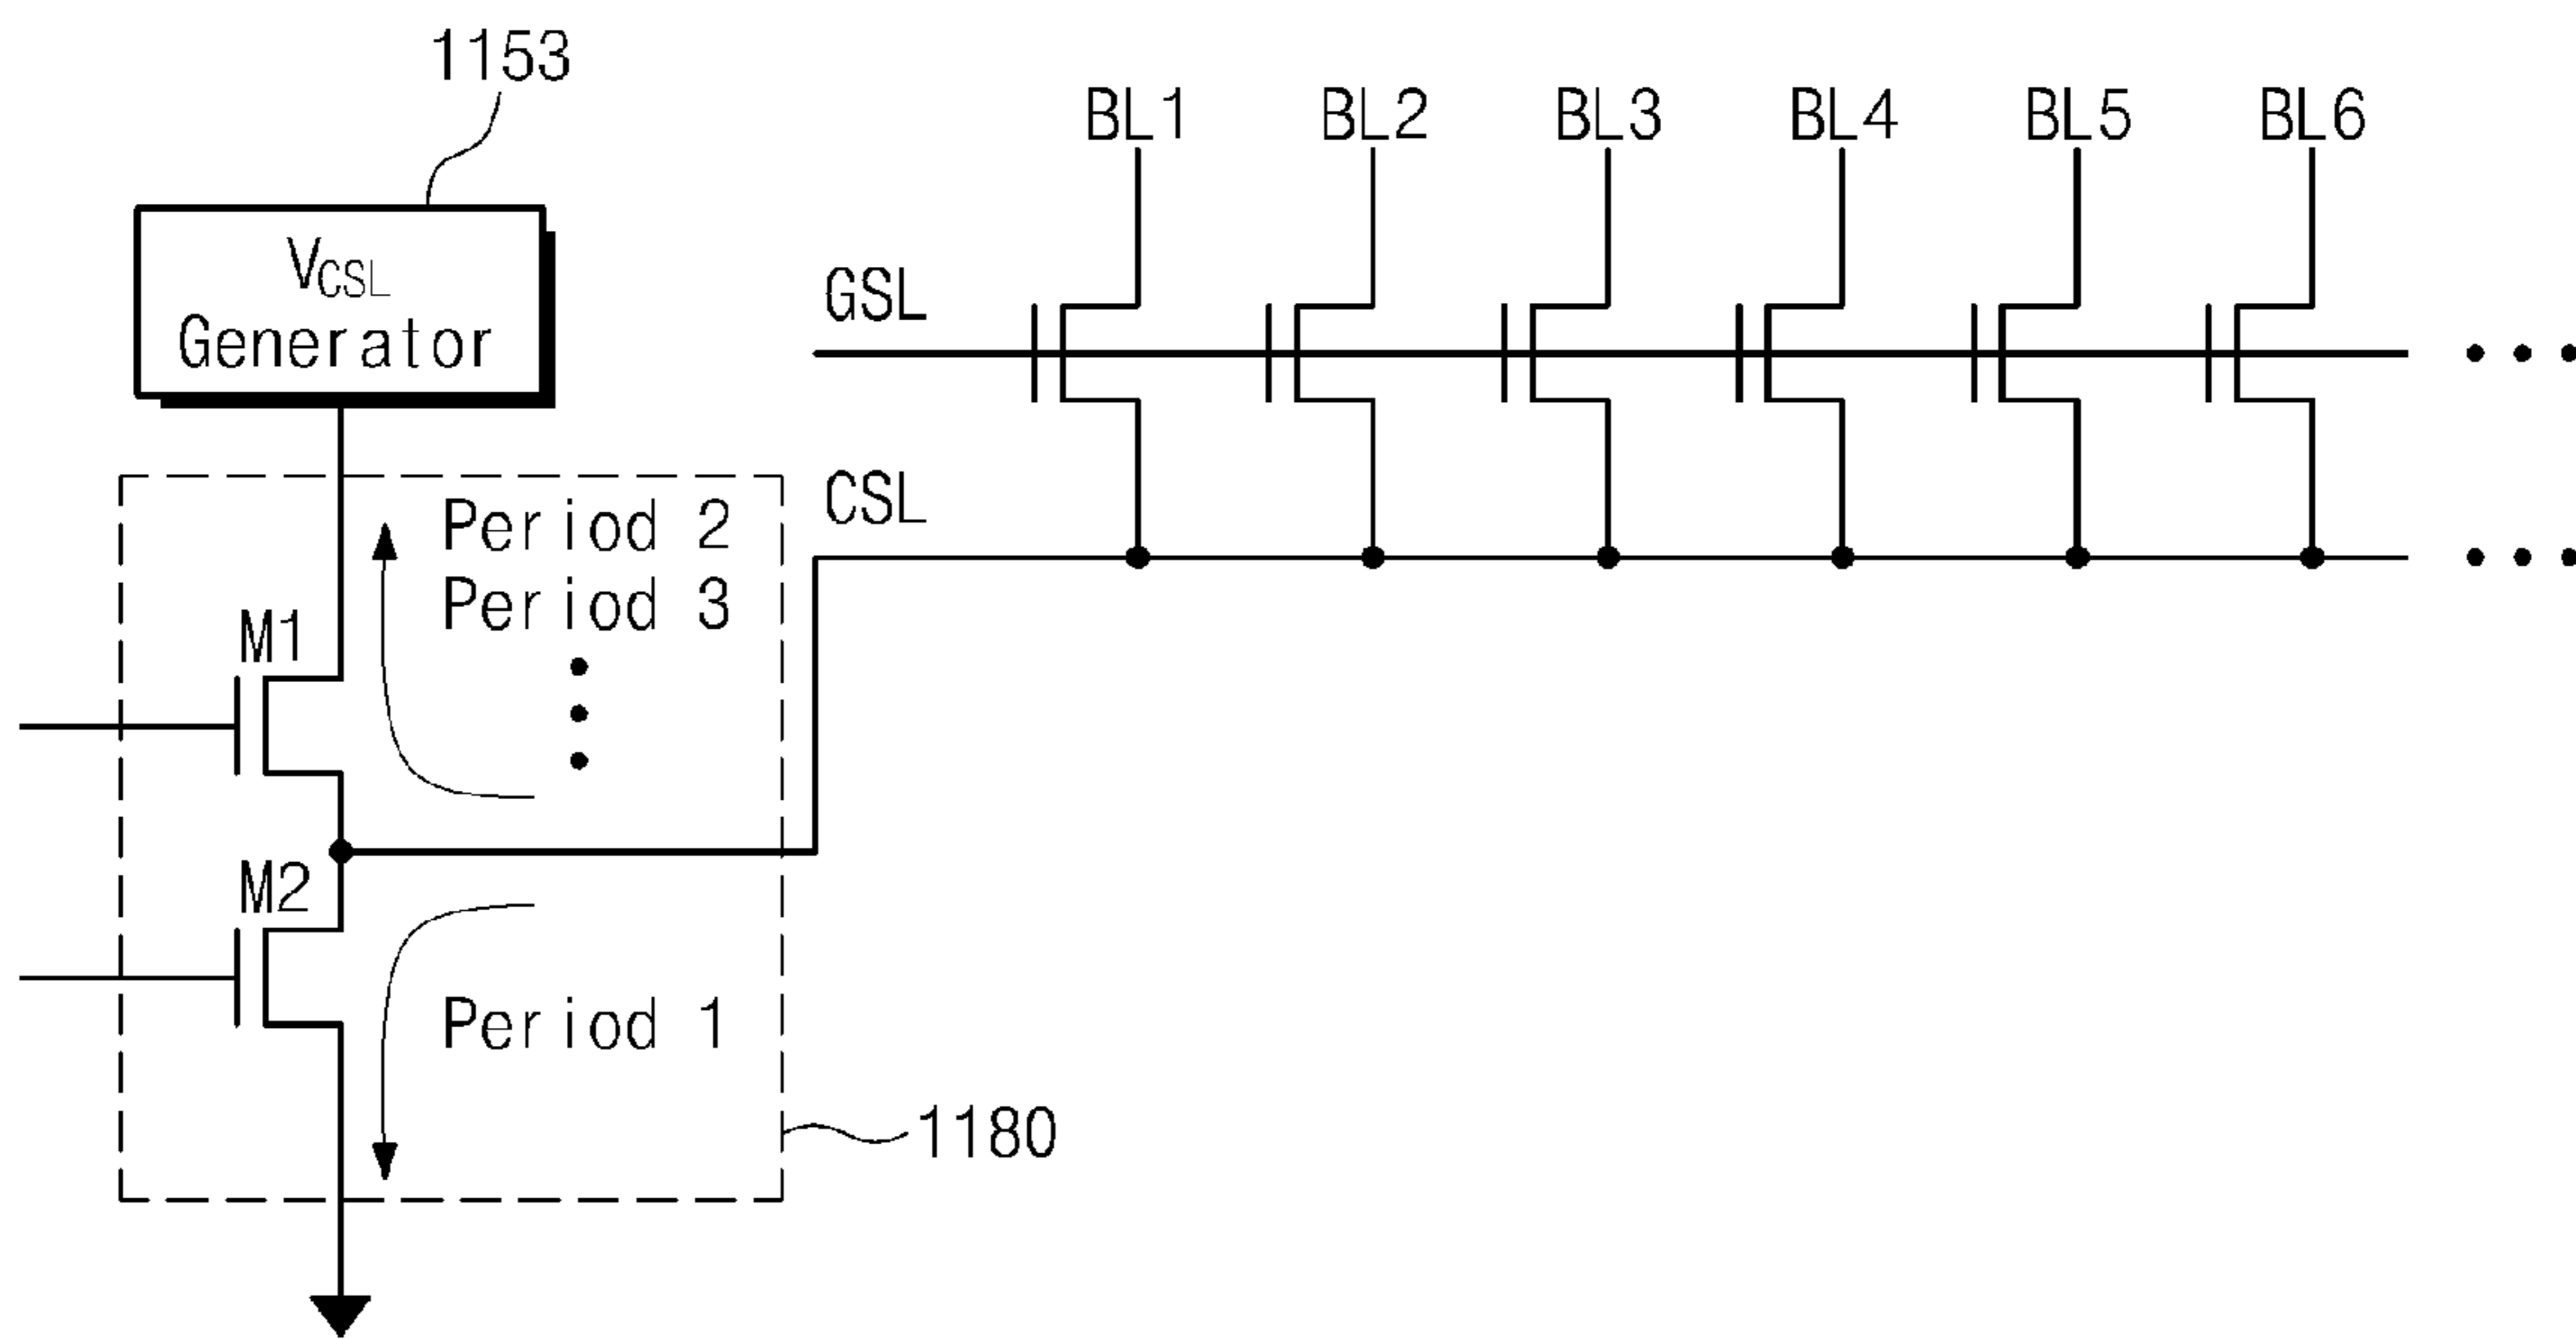 1153
BL1 BL2 BL3 BL4 BL5 BL6
VCSL
Generator
GSL
CSL
Period 2
Period 3
M1
M2
Period 1
1180